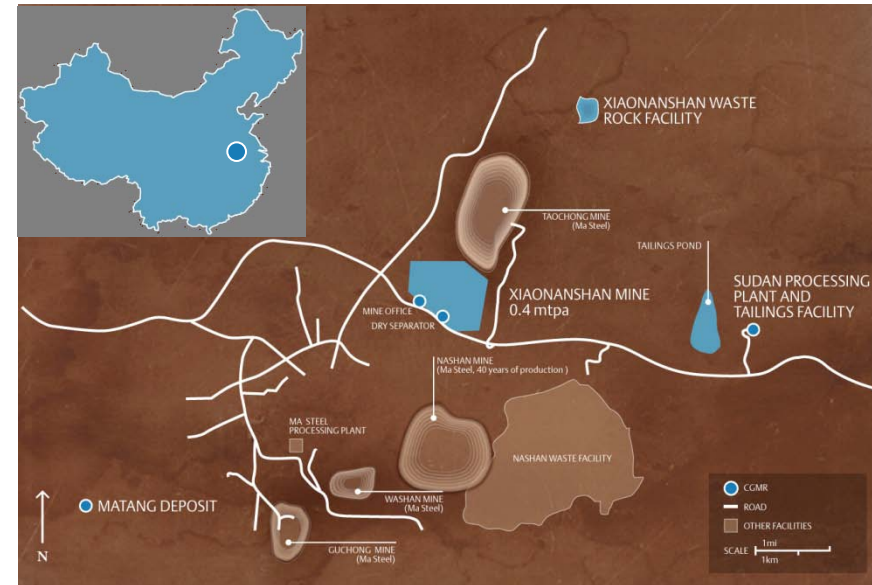 XIAONANSHAN WASTE
ROCK FACILITY
TAOCHONG MINE
(Ma Steel)
TAILINGS POND
SUDAN PROCESSING
PLANT AND
TAILINGS FACILITY
XIAONANSHAN MINE
0.4 mtpa
MINE OFFICE
DRY SEPARATOR
NASHAN MINE
(Ma Steel, 40 years of production )
MA STEEL
PROCESSING PLANT
NASHAN WASTE FACILITY
WASHAN MINE
(Ma Steel)
MATANG DEPOSIT
GUCHONG MINE
(Ma Steel)
N
CGMR
ROAD
OTHER FACILITIES
SCALE
1mi
1km